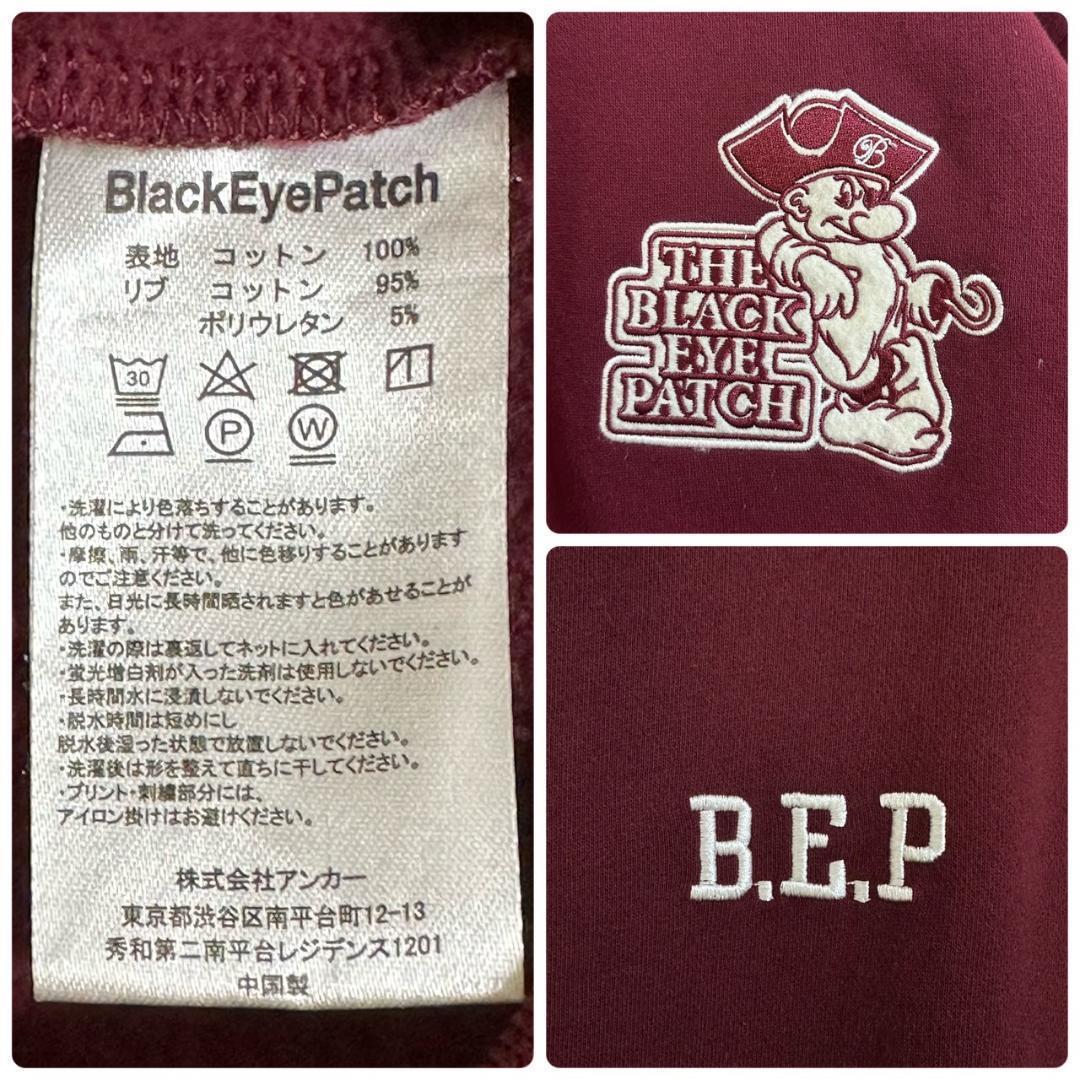 BlackEyePatch
表地 コットン 100%
リブ コットン 95%
ポリウレタン 5%
30
P W
・洗濯により色落ちすることがあります。
他のものと分けて洗ってください。
・摩擦、雨、汗等で、他に色移りすることがあります
のでご注意ください。
また、日光に長時間晒されますと色があせることが
あります。
・洗濯の際は裏返してネットに入れてください。
・蛍光増白剤が入った洗剤は使用しないでください。
・長時間水に浸漬しないでください。
・脱水時間は短めにし
脱水後湿った状態で放置しないでください。
・洗濯後は形を整えて直ちに干してください。
・プリント・刺繍部分には、
アイロン掛けはお避けください。
株式会社アンカー
東京都渋谷区南平台町12-13
秀和第二南平台レジデンス1201
中国製
B
THE
BLACK
EYE
PATCH
B.E.P